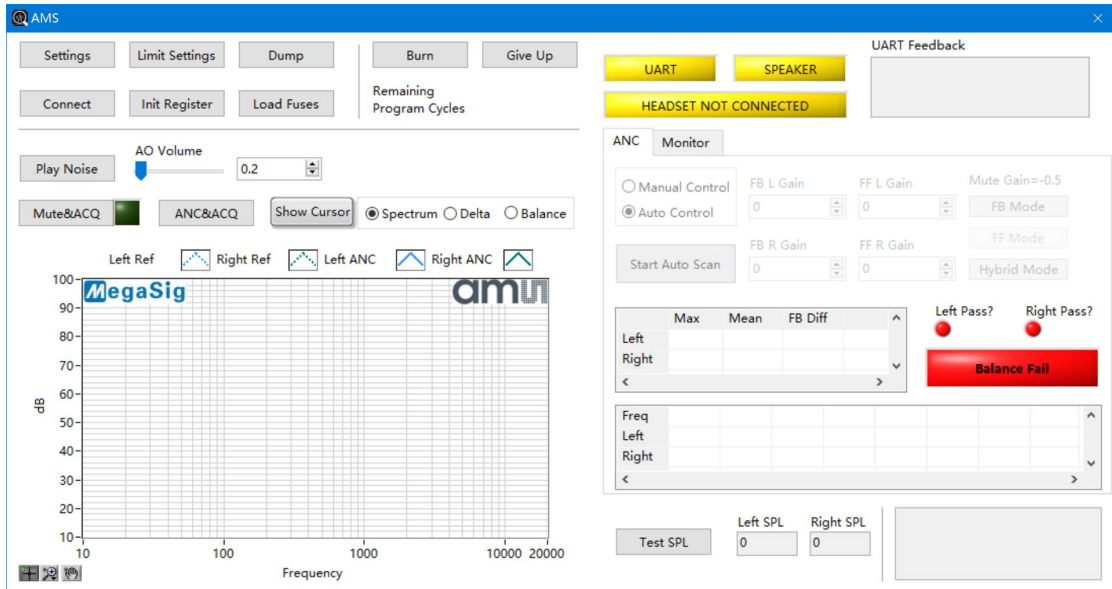 AMS
Settings
Limit Settings
Dump
Burn
Give Up
Connect
Init Register
Load Fuses
Remaining
Program Cycles
UART
SPEAKER
HEADSET NOT CONNECTED
UART Feedback
Play Noise
AO Volume
0.2
Mute&ACQ
ANC&ACQ
Show Cursor
Spectrum
Delta
Balance
Left Ref
Right Ref
Left ANC
Right ANC
MegaSig
amu
100
90
80
70
60
50
40
30
20
10
dB
10
100
1000
10000
20000
Frequency
ANC
Monitor
Manual Control
Auto Control
FB L Gain
0
FF L Gain
0
Mute Gain=-0.5
FB Mode
Start Auto Scan
FB R Gain
0
FF R Gain
0
FF Mode
Hybrid Mode
Max
Mean
FB Diff
Left
Right
Left Pass?
Right Pass?
Balance Fail
Freq
Left
Right
Test SPL
Left SPL
0
Right SPL
0